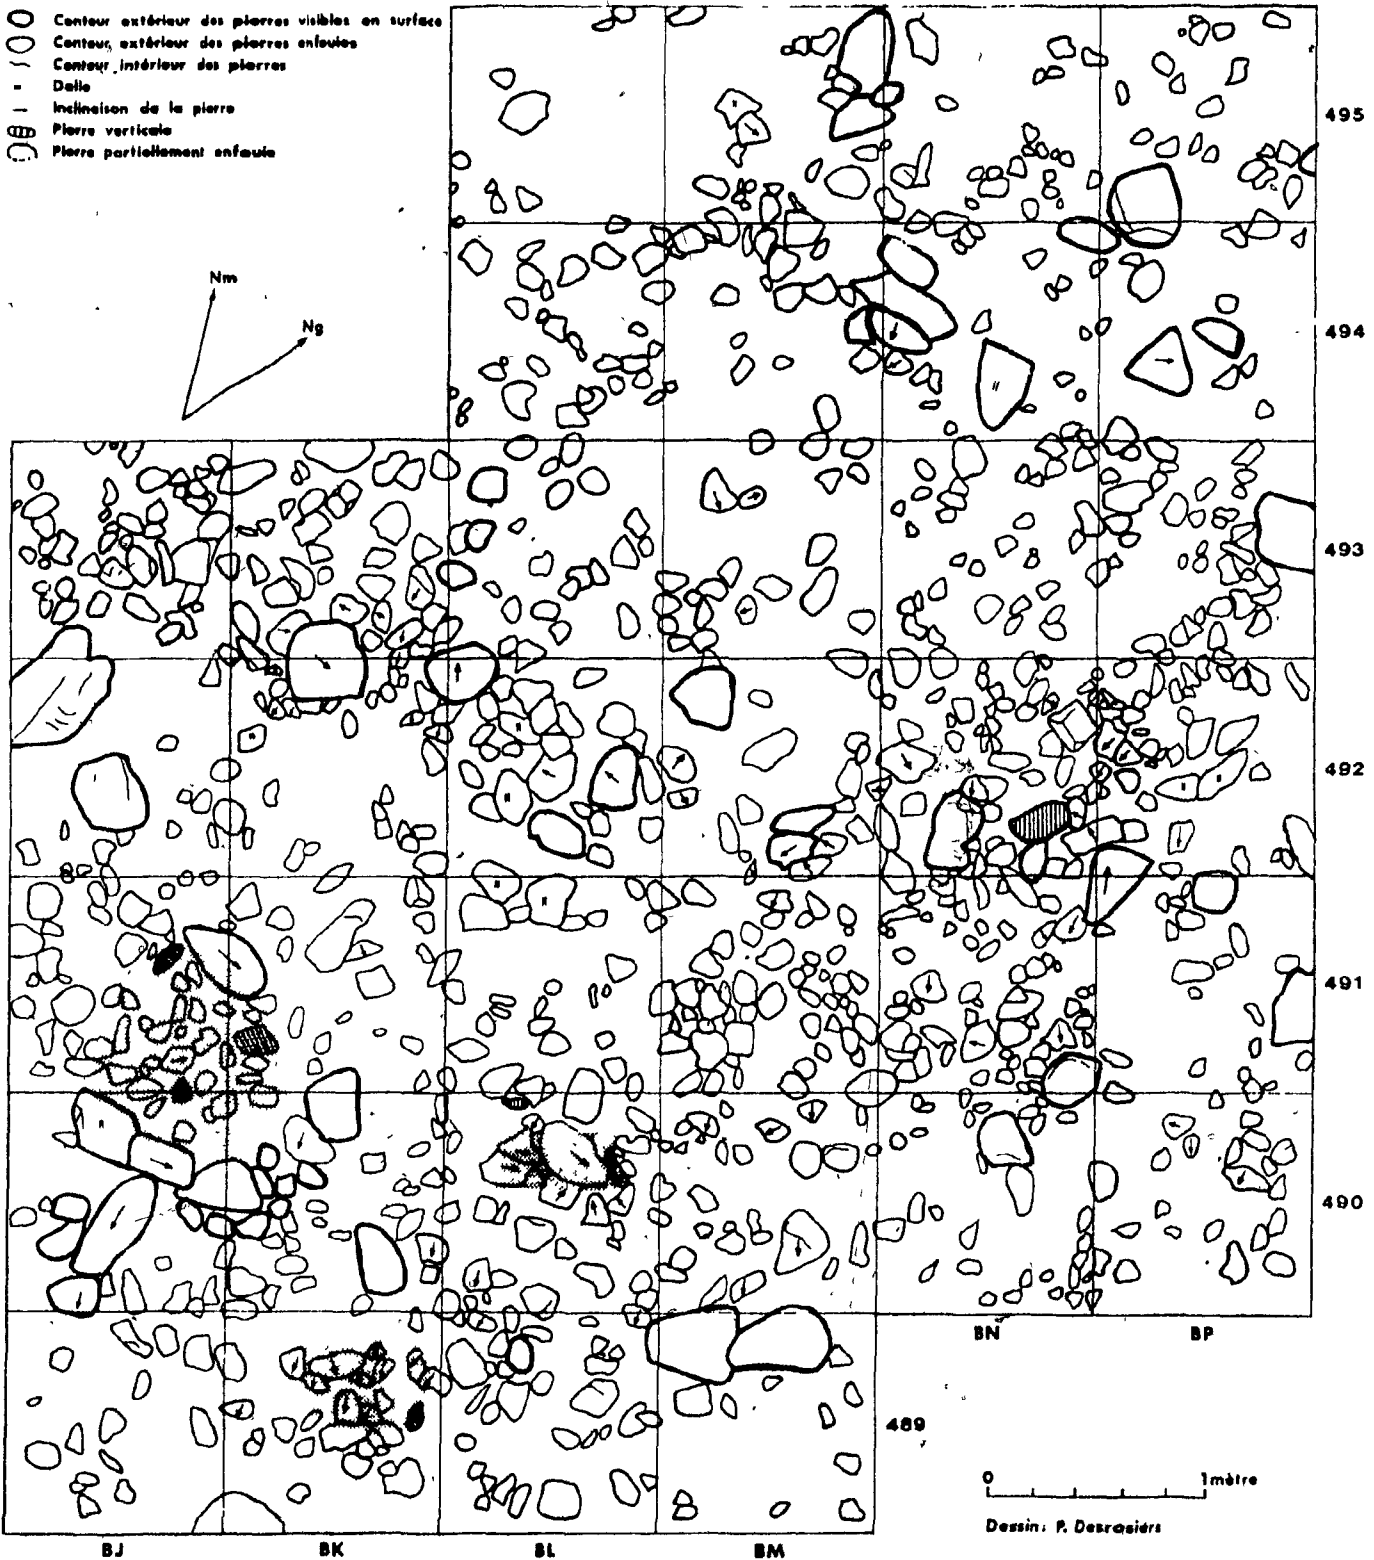 Contour extérieur des pierres visibles en surface
Contour extérieur des pierres enfouies
Contour intérieur des pierres
Dalle
Inclinaison de la pierre
Pierre verticale
Pierre partiellement enfouie
Nm
Ng
495
494
493
492
491
490
489
BN
BP
0
1 mètre
Dessin: P. Desrosiers
BJ
BK
BL
BM